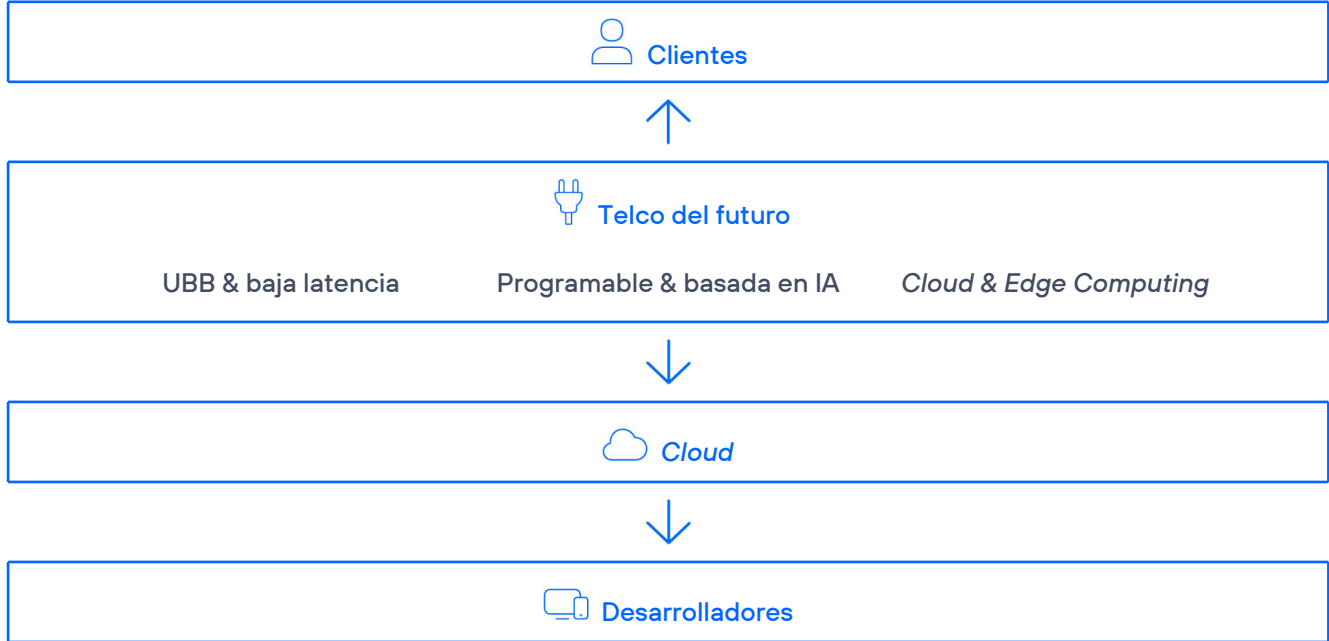 Clientes
Telco del futuro
UBB & baja latencia
Programable & basada en IA
Cloud & Edge Computing
Cloud
Desarrolladores